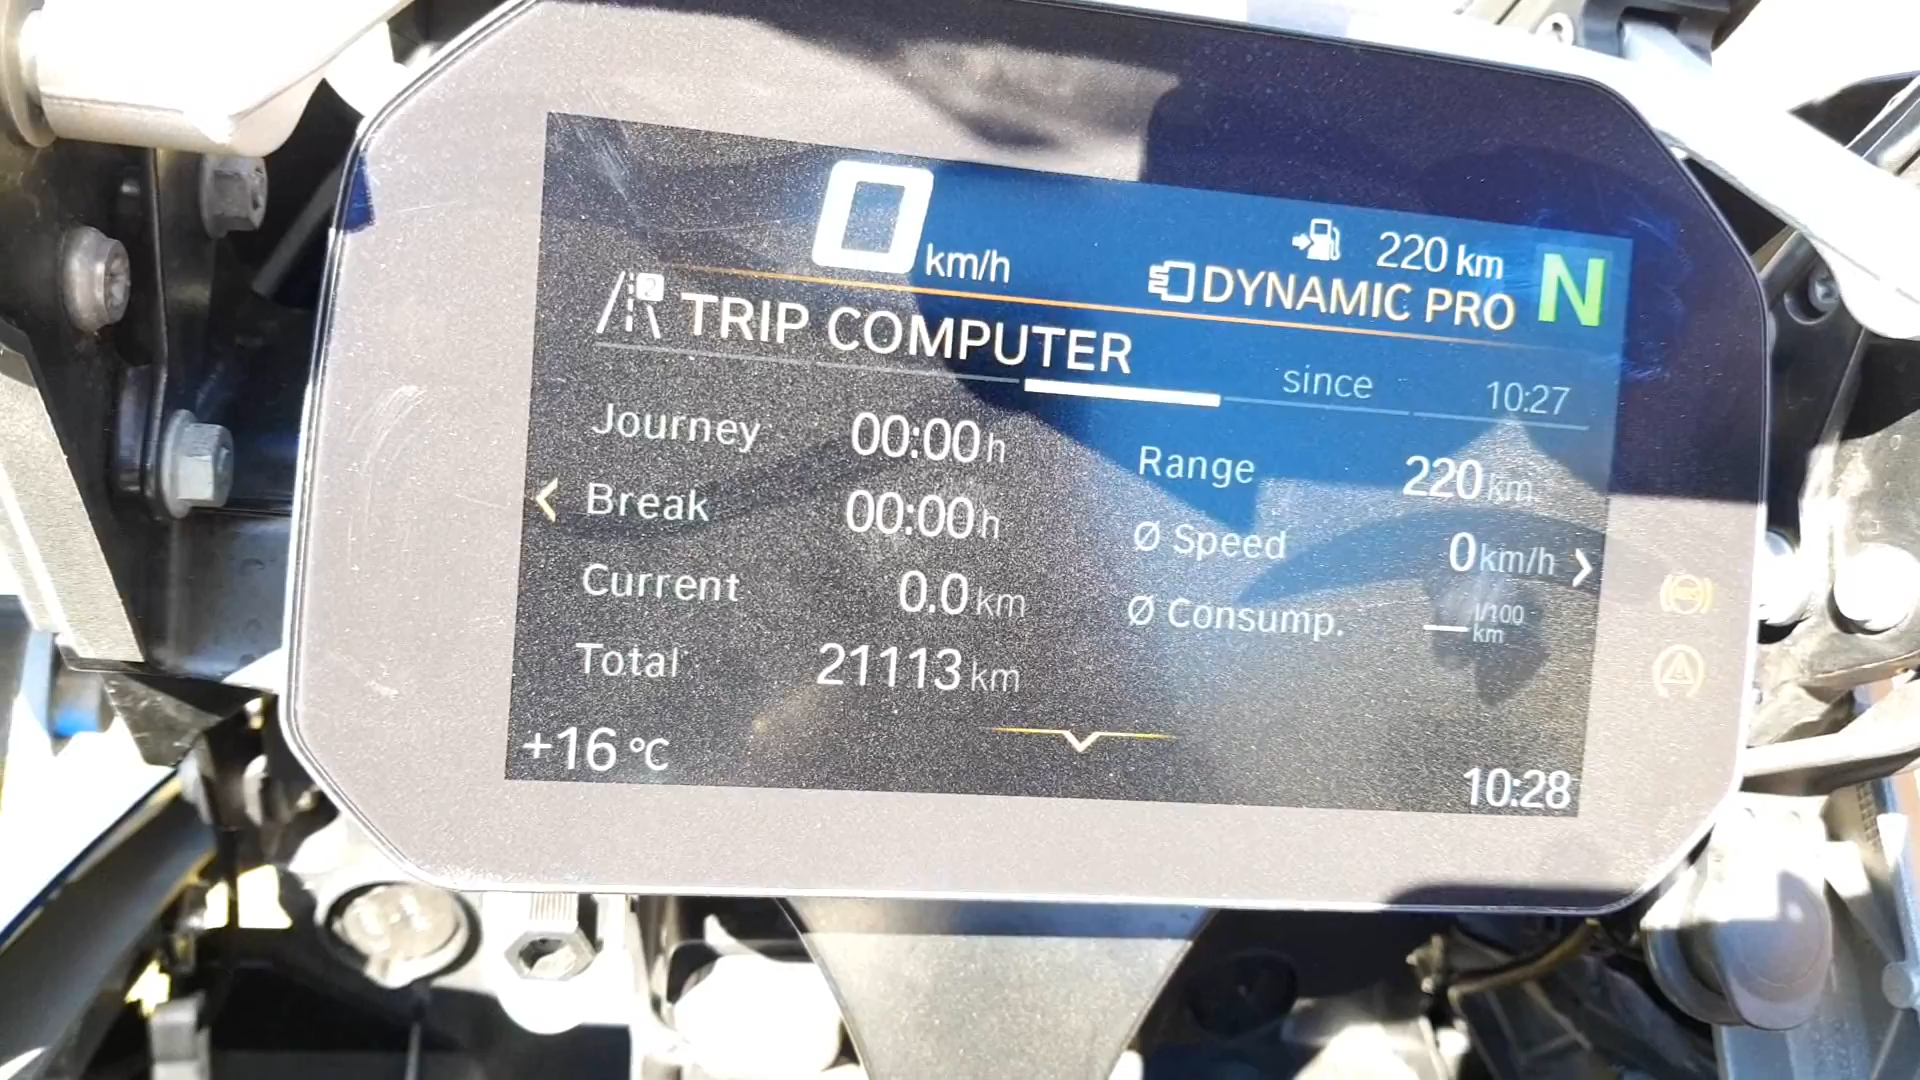 0 km/h
220 km
DYNAMIC PRO N
TRIP COMPUTER
since 10:27
Journey 00:00 h
Range 220 km
Break 00:00 h
Ø Speed 0 km/h
Current 0.0 km
Ø Consump. — l/100 km
Total 21113 km
+16 °C
10:28